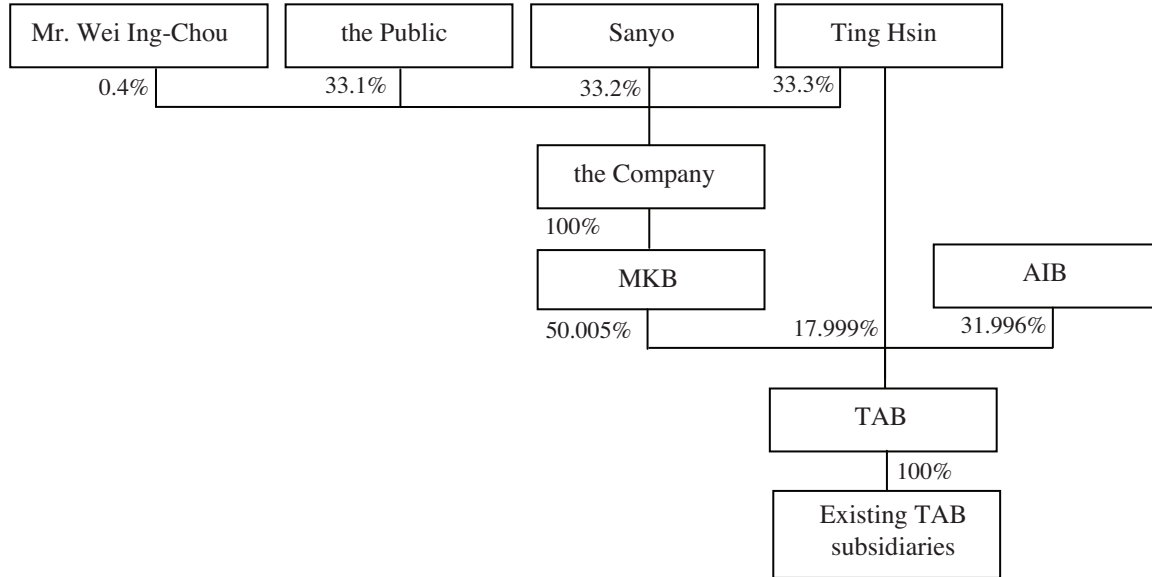 Mr. Wei Ing-Chou
the Public
Sanyo
Ting Hsin
0.4%
33.1%
33.2%
33.3%
the Company
100%
MKB
AIB
50.005%
17.999%
31.996%
TAB
100%
Existing TAB
subsidiaries